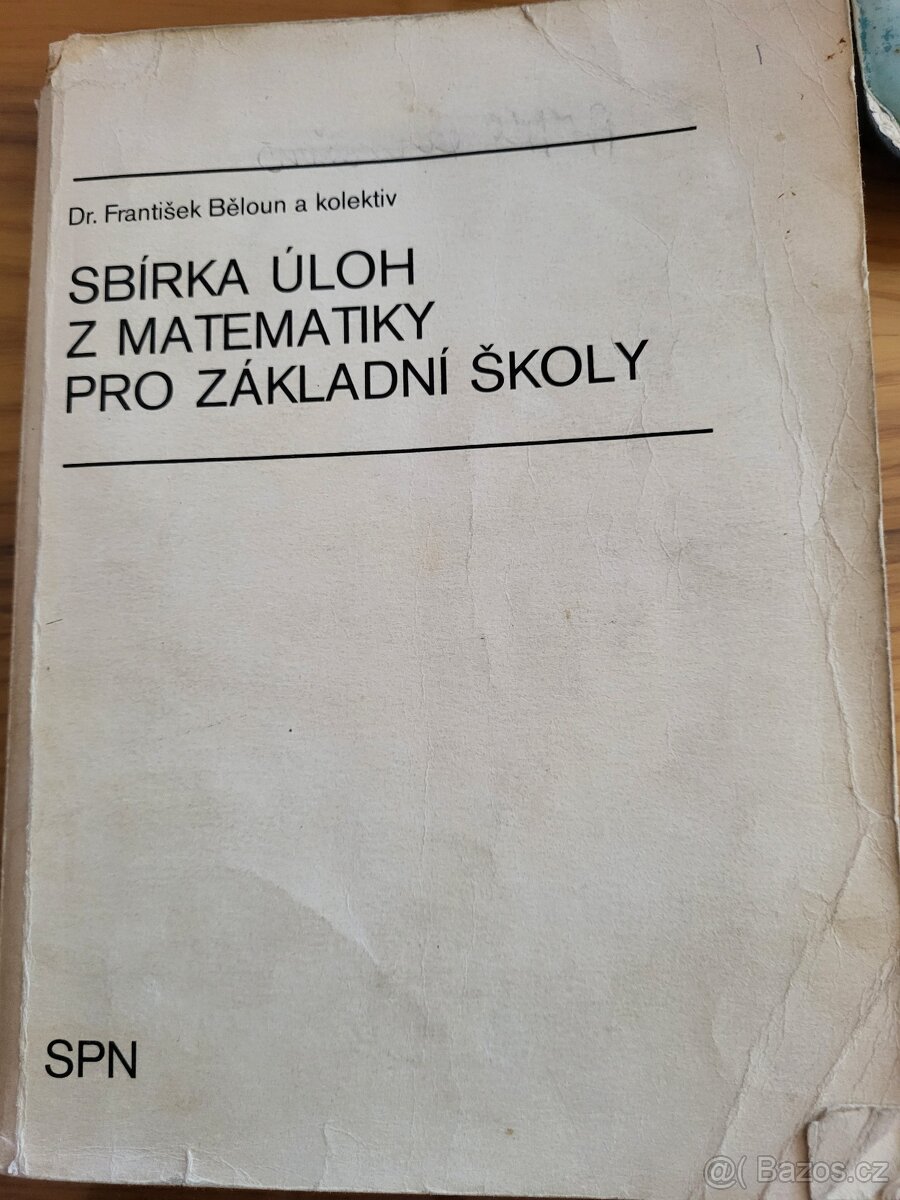 Dr. František Běloun a kolektiv
SBÍRKA ÚLOH
Z MATEMATIKY
PRO ZÁKLADNÍ ŠKOLY
SPN
@( Bazos.cz